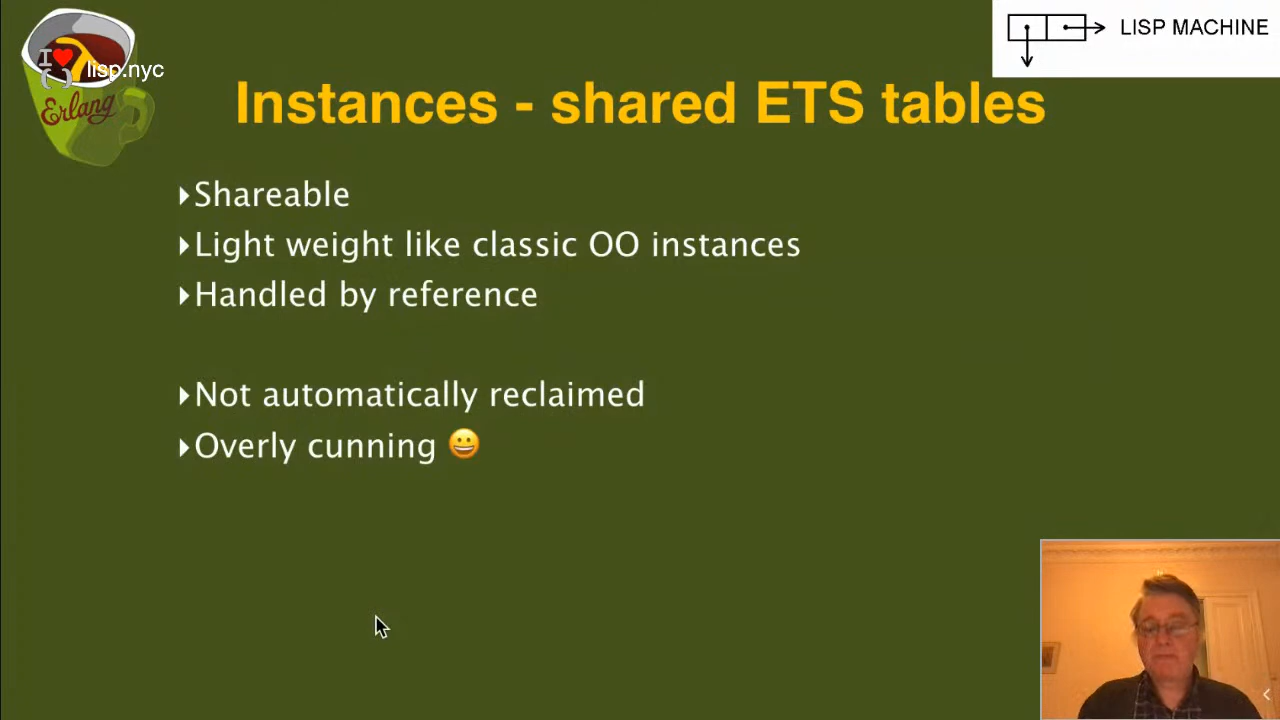 LISP MACHINE
I ❤ lisp.nyc
( )
Erlang
Instances - shared ETS tables
‣Shareable
‣Light weight like classic OO instances
‣Handled by reference
‣Not automatically reclaimed
‣Overly cunning 😀